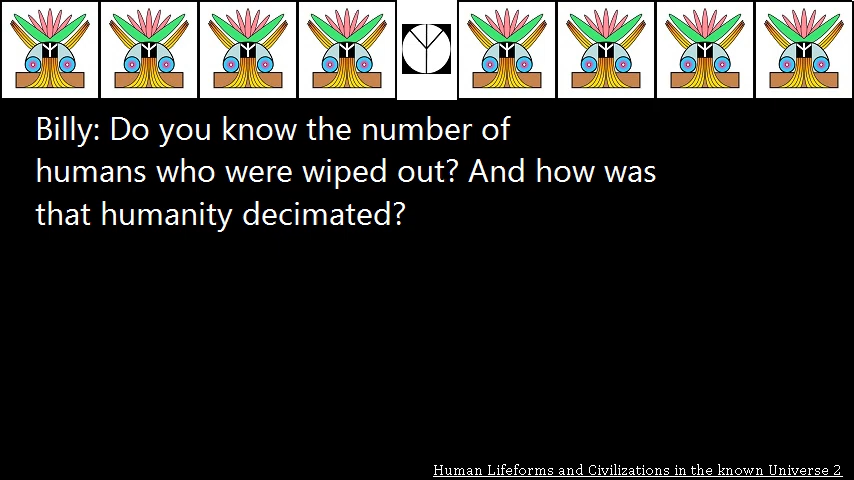 Billy: Do you know the number of
humans who were wiped out? And how was
that humanity decimated?
Human Lifeforms and Civilizations in the known Universe 2